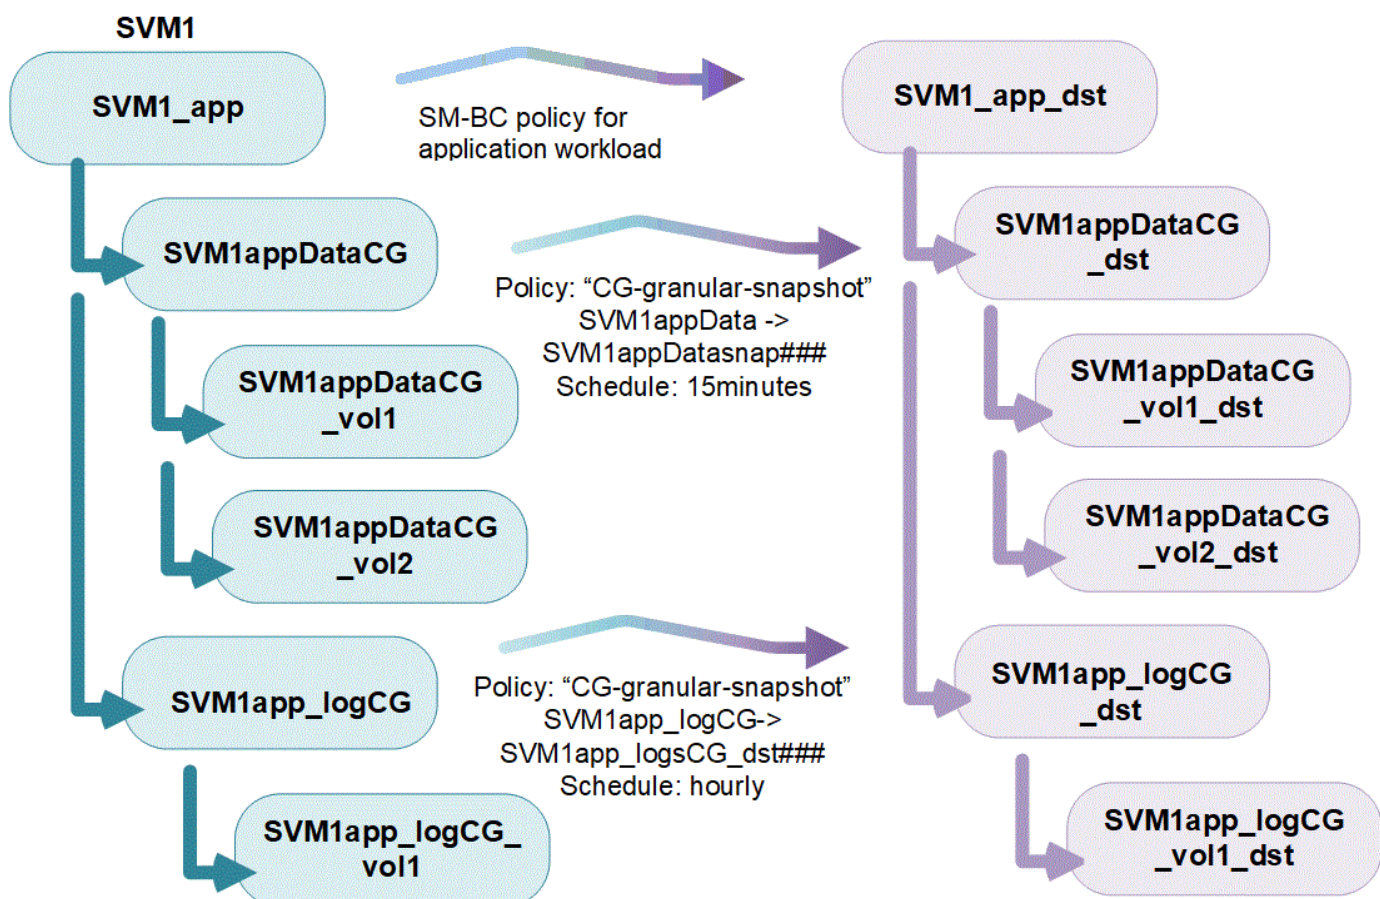 SVM1
SVM1_app
SM-BC policy for
application workload
SVM1_app_dst
SVM1appDataCG
Policy: “CG-granular-snapshot”
SVM1appData ->
SVM1appDatasnap###
Schedule: 15minutes
SVM1appDataCG
_dst
SVM1appDataCG
_vol1
SVM1appDataCG
_vol1_dst
SVM1appDataCG
_vol2
SVM1appDataCG
_vol2_dst
SVM1app_logCG
Policy: “CG-granular-snapshot”
SVM1app_logCG->
SVM1app_logsCG_dst###
Schedule: hourly
SVM1app_logCG
_dst
SVM1app_logCG_
vol1
SVM1app_logCG
_vol1_dst